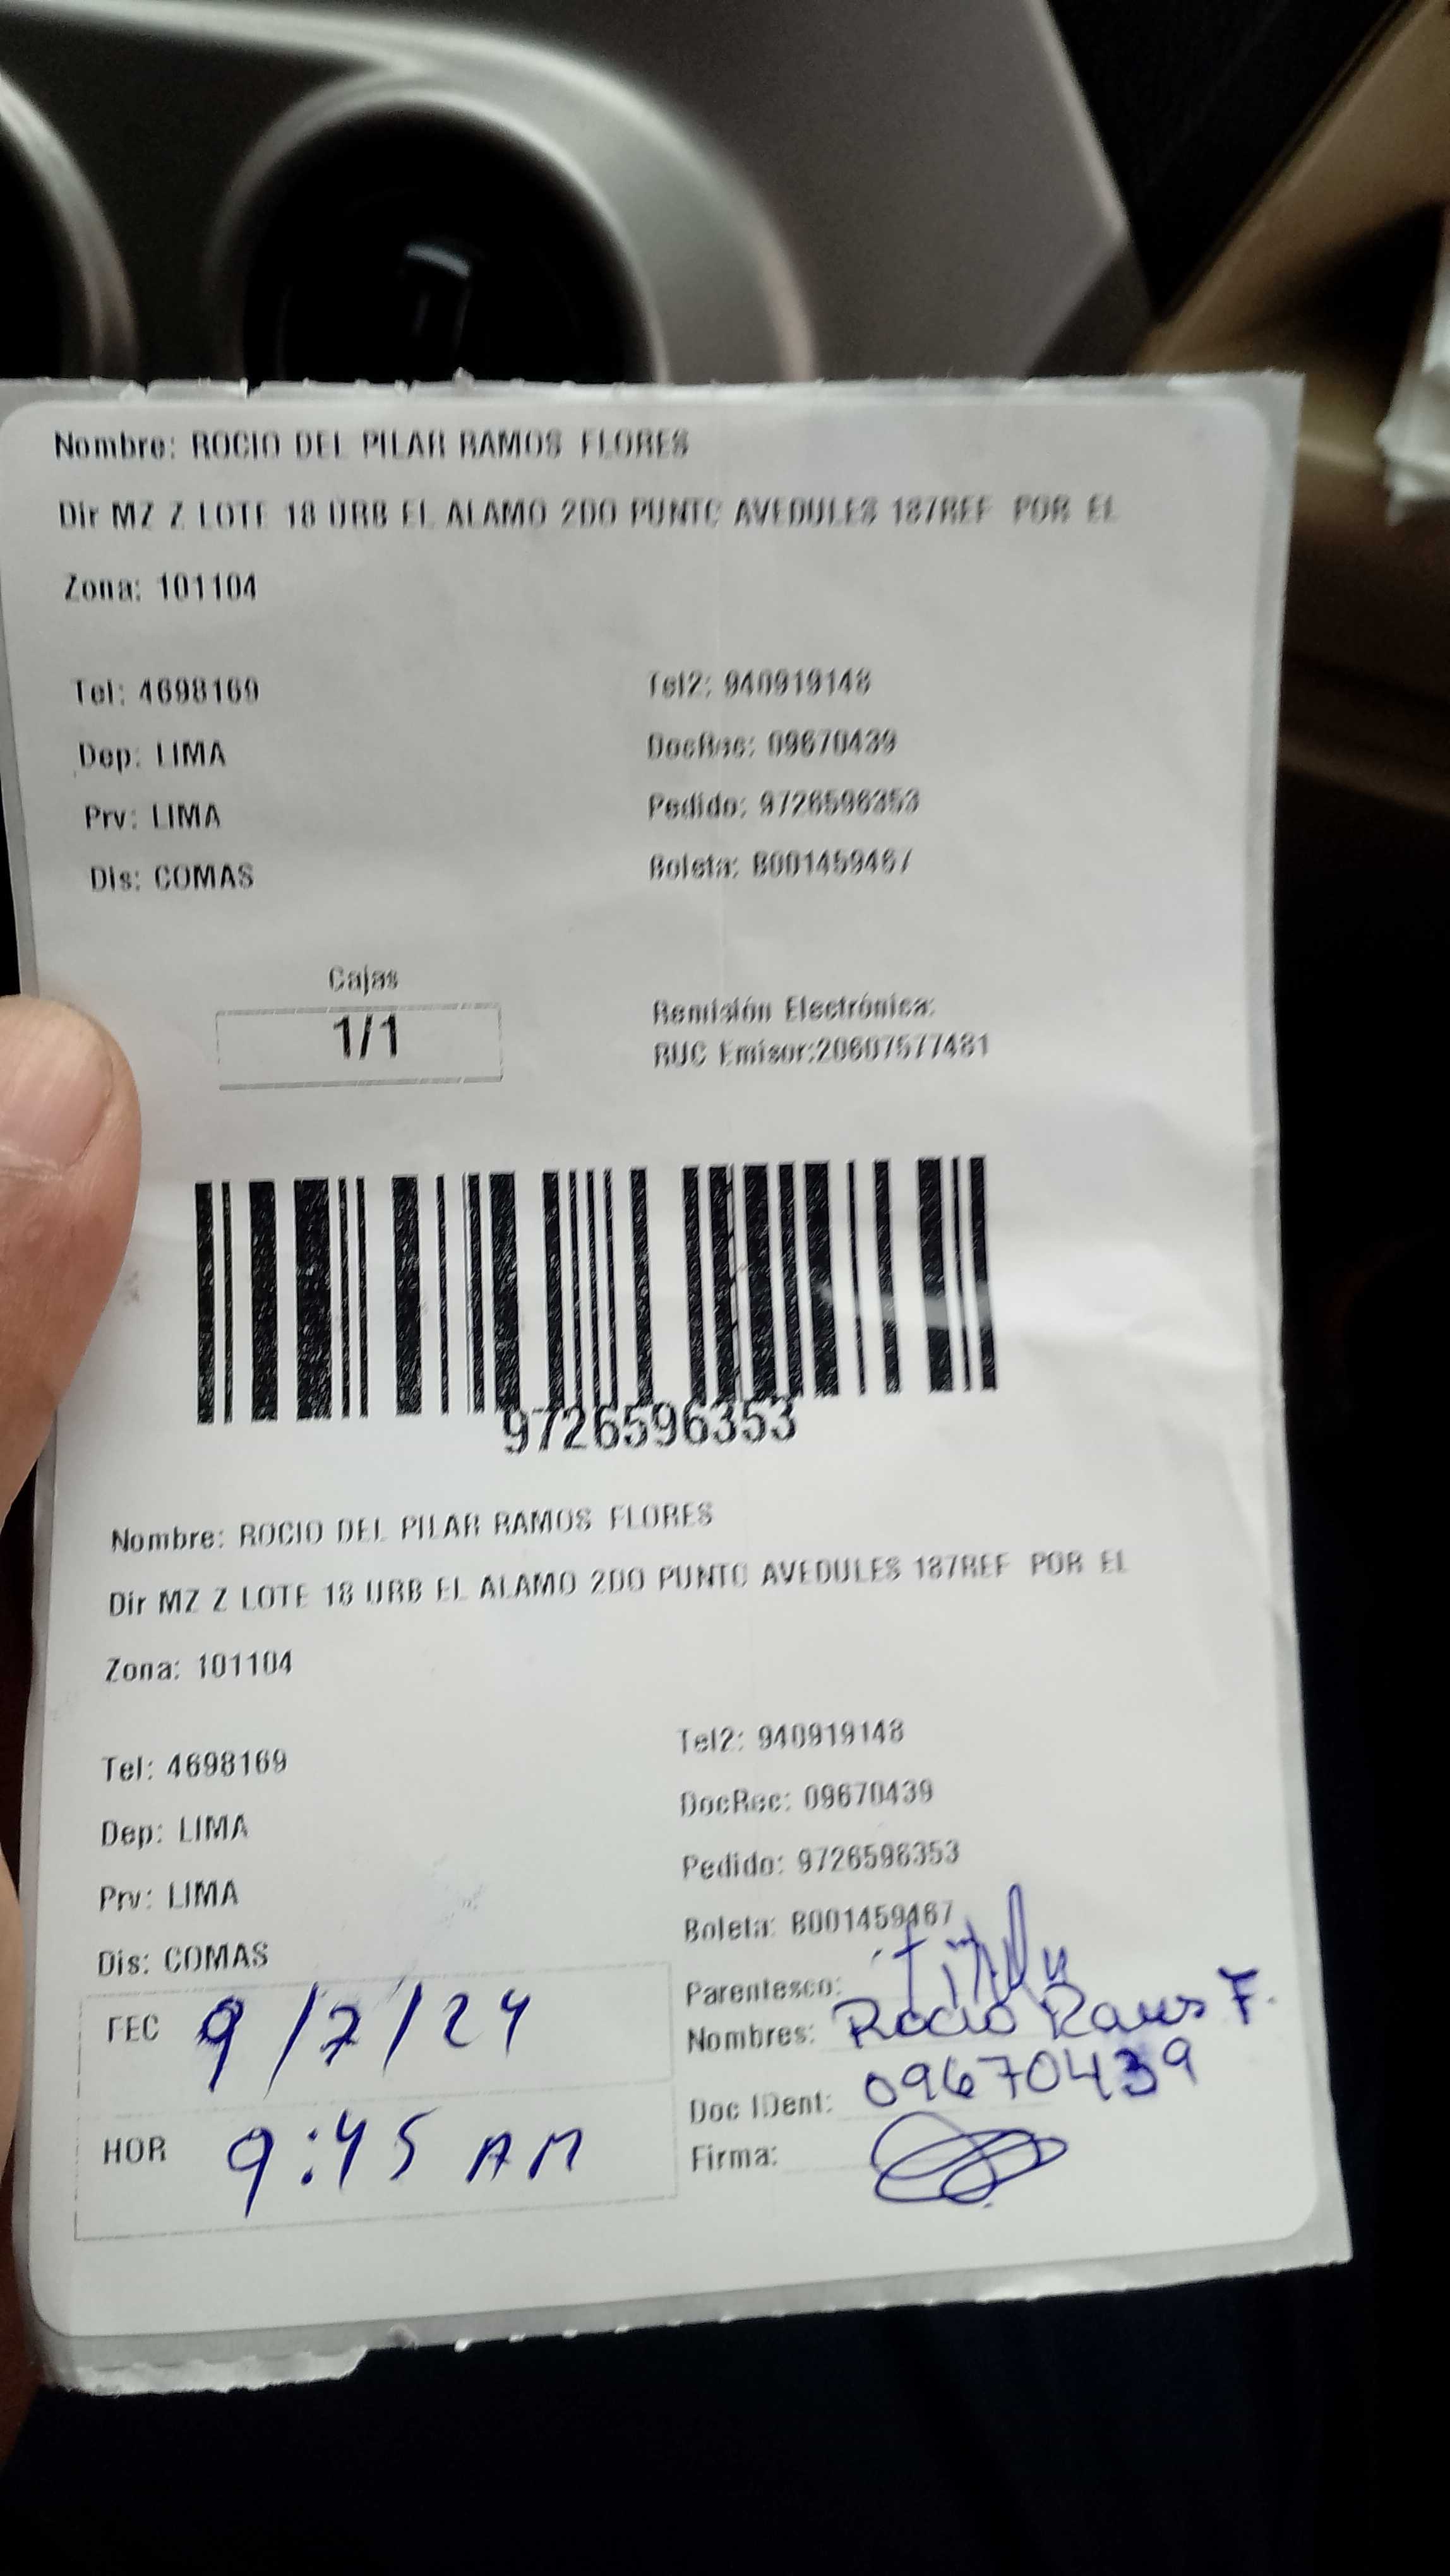 Nombre: ROCIO DEL PILAR RAMOS FLORES
Dir MZ Z LOTE 18 URB EL ALAMO 2DO PUNTO AVEDULES 187REF POR EL
Zona: 101104
Tel: 4698169 Tel2: 940919148
Dep: LIMA DocRec: 09670439
Prv: LIMA Pedido: 9726596353
Dis: COMAS Boleta: B001459467
Cajas
1/1
Remisión Electrónica:
RUC Emisor:20607577481
9726596353
Nombre: ROCIO DEL PILAR RAMOS FLORES
Dir MZ Z LOTE 18 URB EL ALAMO 2DO PUNTO AVEDULES 187REF POR EL
Zona: 101104
Tel: 4698169 Tel2: 940919148
Dep: LIMA DocRec: 09670439
Prv: LIMA Pedido: 9726596353
Dis: COMAS Boleta: B001459467
FEC 9/7/24
Parentesco:
Nombres: Rocio Ramos F.
Doc IDent: 09670439
HOR 9:45 AM
Firma: